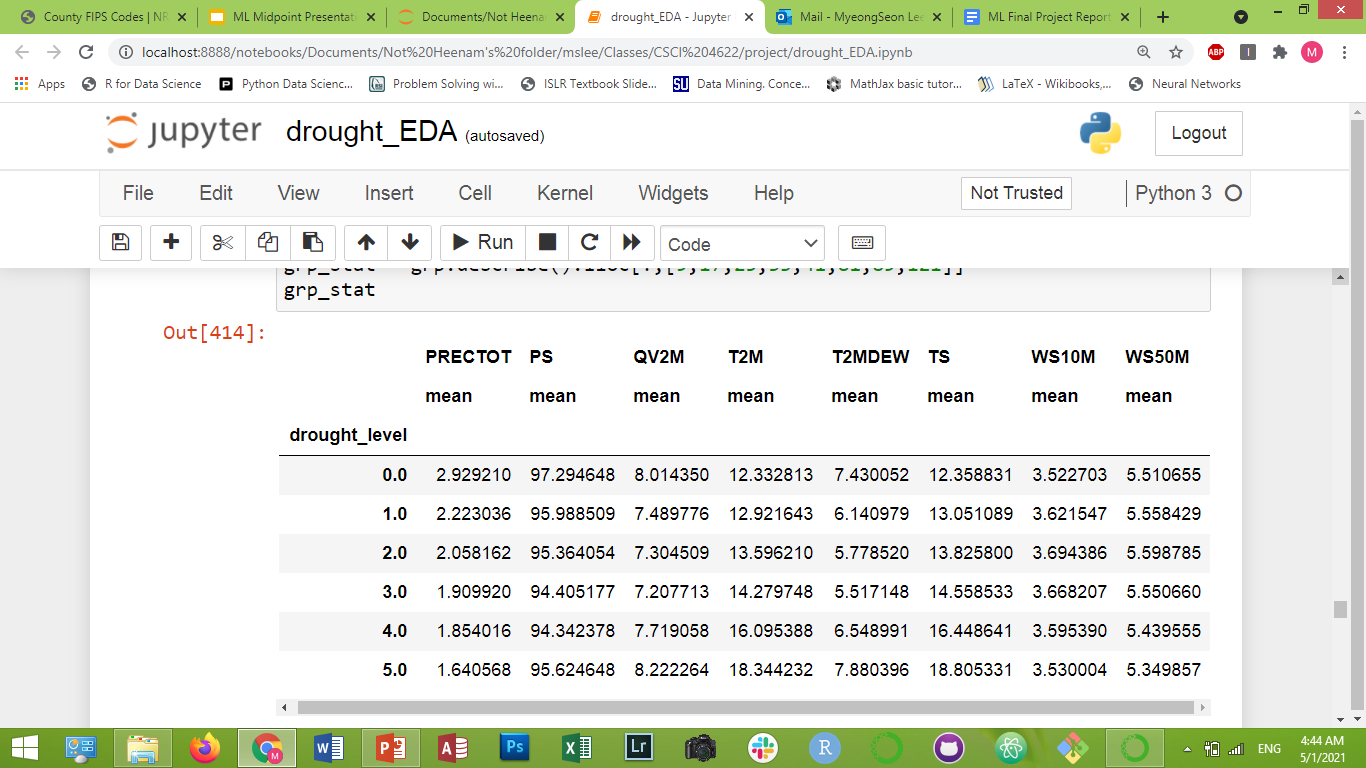 County FIPS Codes | NR
ML Midpoint Presentati
Documents/Not Heena
drought_EDA - Jupyter
Mail - MyeongSeon Lee
ML Final Project Report
localhost:8888/notebooks/Documents/Not%20Heenam's%20folder/mslee/Classes/CSCI%204622/project/drought_EDA.ipynb
ABP
I
M
Apps
R for Data Science
Python Data Scienc...
Problem Solving wi...
ISLR Textbook Slide...
SU
Data Mining. Conce...
MathJax basic tutor...
LaTeX - Wikibooks,...
Neural Networks
jupyter drought_EDA (autosaved)
Logout
File Edit View Insert Cell Kernel Widgets Help
Not Trusted
Python 3
Run
Code
grp_stat
Out[414]:
PRECTOT PS QV2M T2M T2MDEW TS WS10M WS50M
mean mean mean mean mean mean mean mean
drought_level
0.0 2.929210 97.294648 8.014350 12.332813 7.430052 12.358831 3.522703 5.510655
1.0 2.223036 95.988509 7.489776 12.921643 6.140979 13.051089 3.621547 5.558429
2.0 2.058162 95.364054 7.304509 13.596210 5.778520 13.825800 3.694386 5.598785
3.0 1.909920 94.405177 7.207713 14.279748 5.517148 14.558533 3.668207 5.550660
4.0 1.854016 94.342378 7.719058 16.095388 6.548991 16.448641 3.595390 5.439555
5.0 1.640568 95.624648 8.222264 18.344232 7.880396 18.805331 3.530004 5.349857
Ps
Lr
R
ENG
4:44 AM
5/1/2021